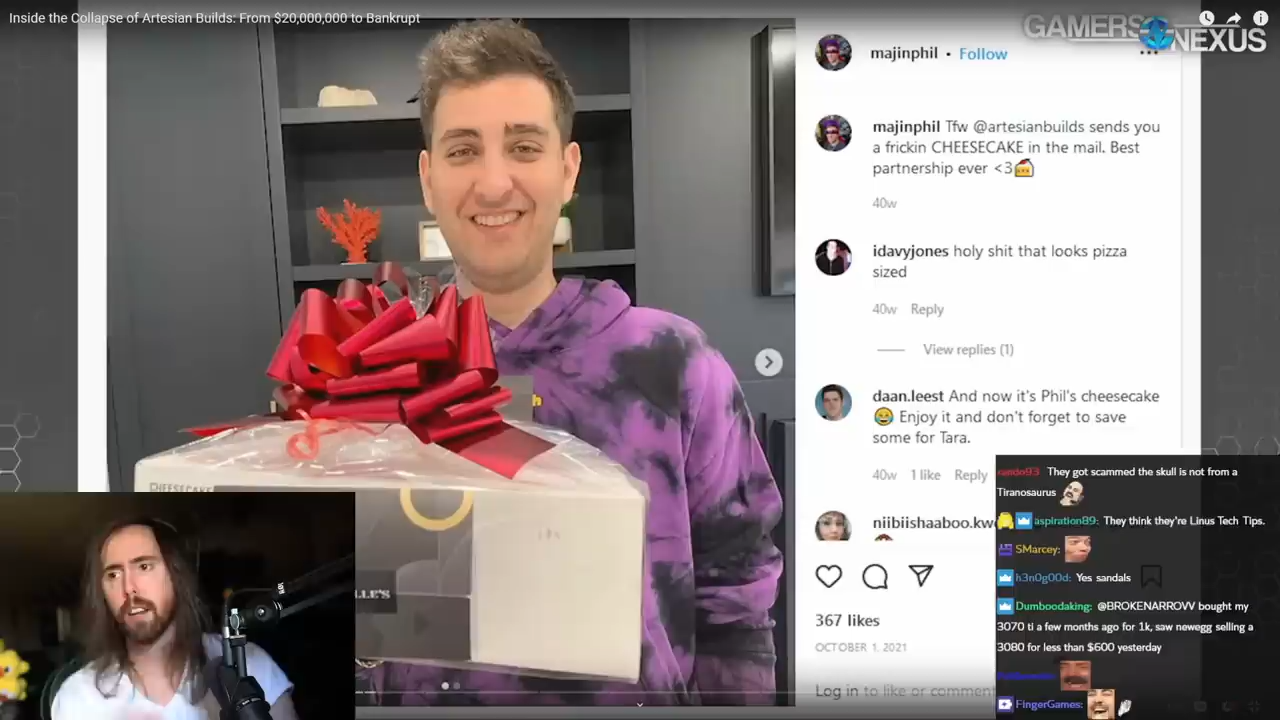 Inside the Collapse of Artesian Builds: From $20,000,000 to Bankrupt
GAMERS NEXUS
majinphil • Follow
majinphil Tfw @artesianbuilds sends you
a frickin CHEESECAKE in the mail. Best
partnership ever <3🍰
40w
idavyjones holy shit that looks pizza
sized
40w Reply
View replies (1)
daan.leest And now it's Phil's cheesecake
😂 Enjoy it and don't forget to save
some for Tara.
40w 1 like Reply
niibiishaaboo.kw
367 likes
OCTOBER 1, 2021
Log in to like or comment
CHEESECAKE
They got scammed the skull is not from a
Tiranosaurus
aspiration89: They think they're Linus Tech Tips.
SMarcey:
h3n0g00d: Yes sandals
Dumboodaking: @BROKENARROVV bought my
3070 ti a few months ago for 1k, saw newegg selling a
3080 for less than $600 yesterday
FingerGames: